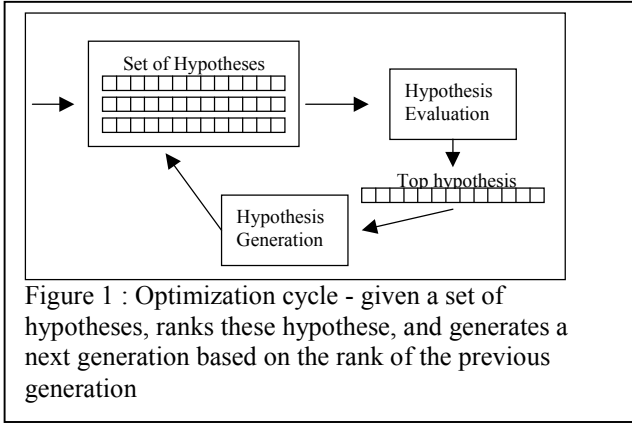 Set of Hypotheses
Hypothesis
Evaluation
Top hypothesis
Hypothesis
Generation
Figure 1 : Optimization cycle - given a set of
hypotheses, ranks these hypothese, and generates a
next generation based on the rank of the previous
generation